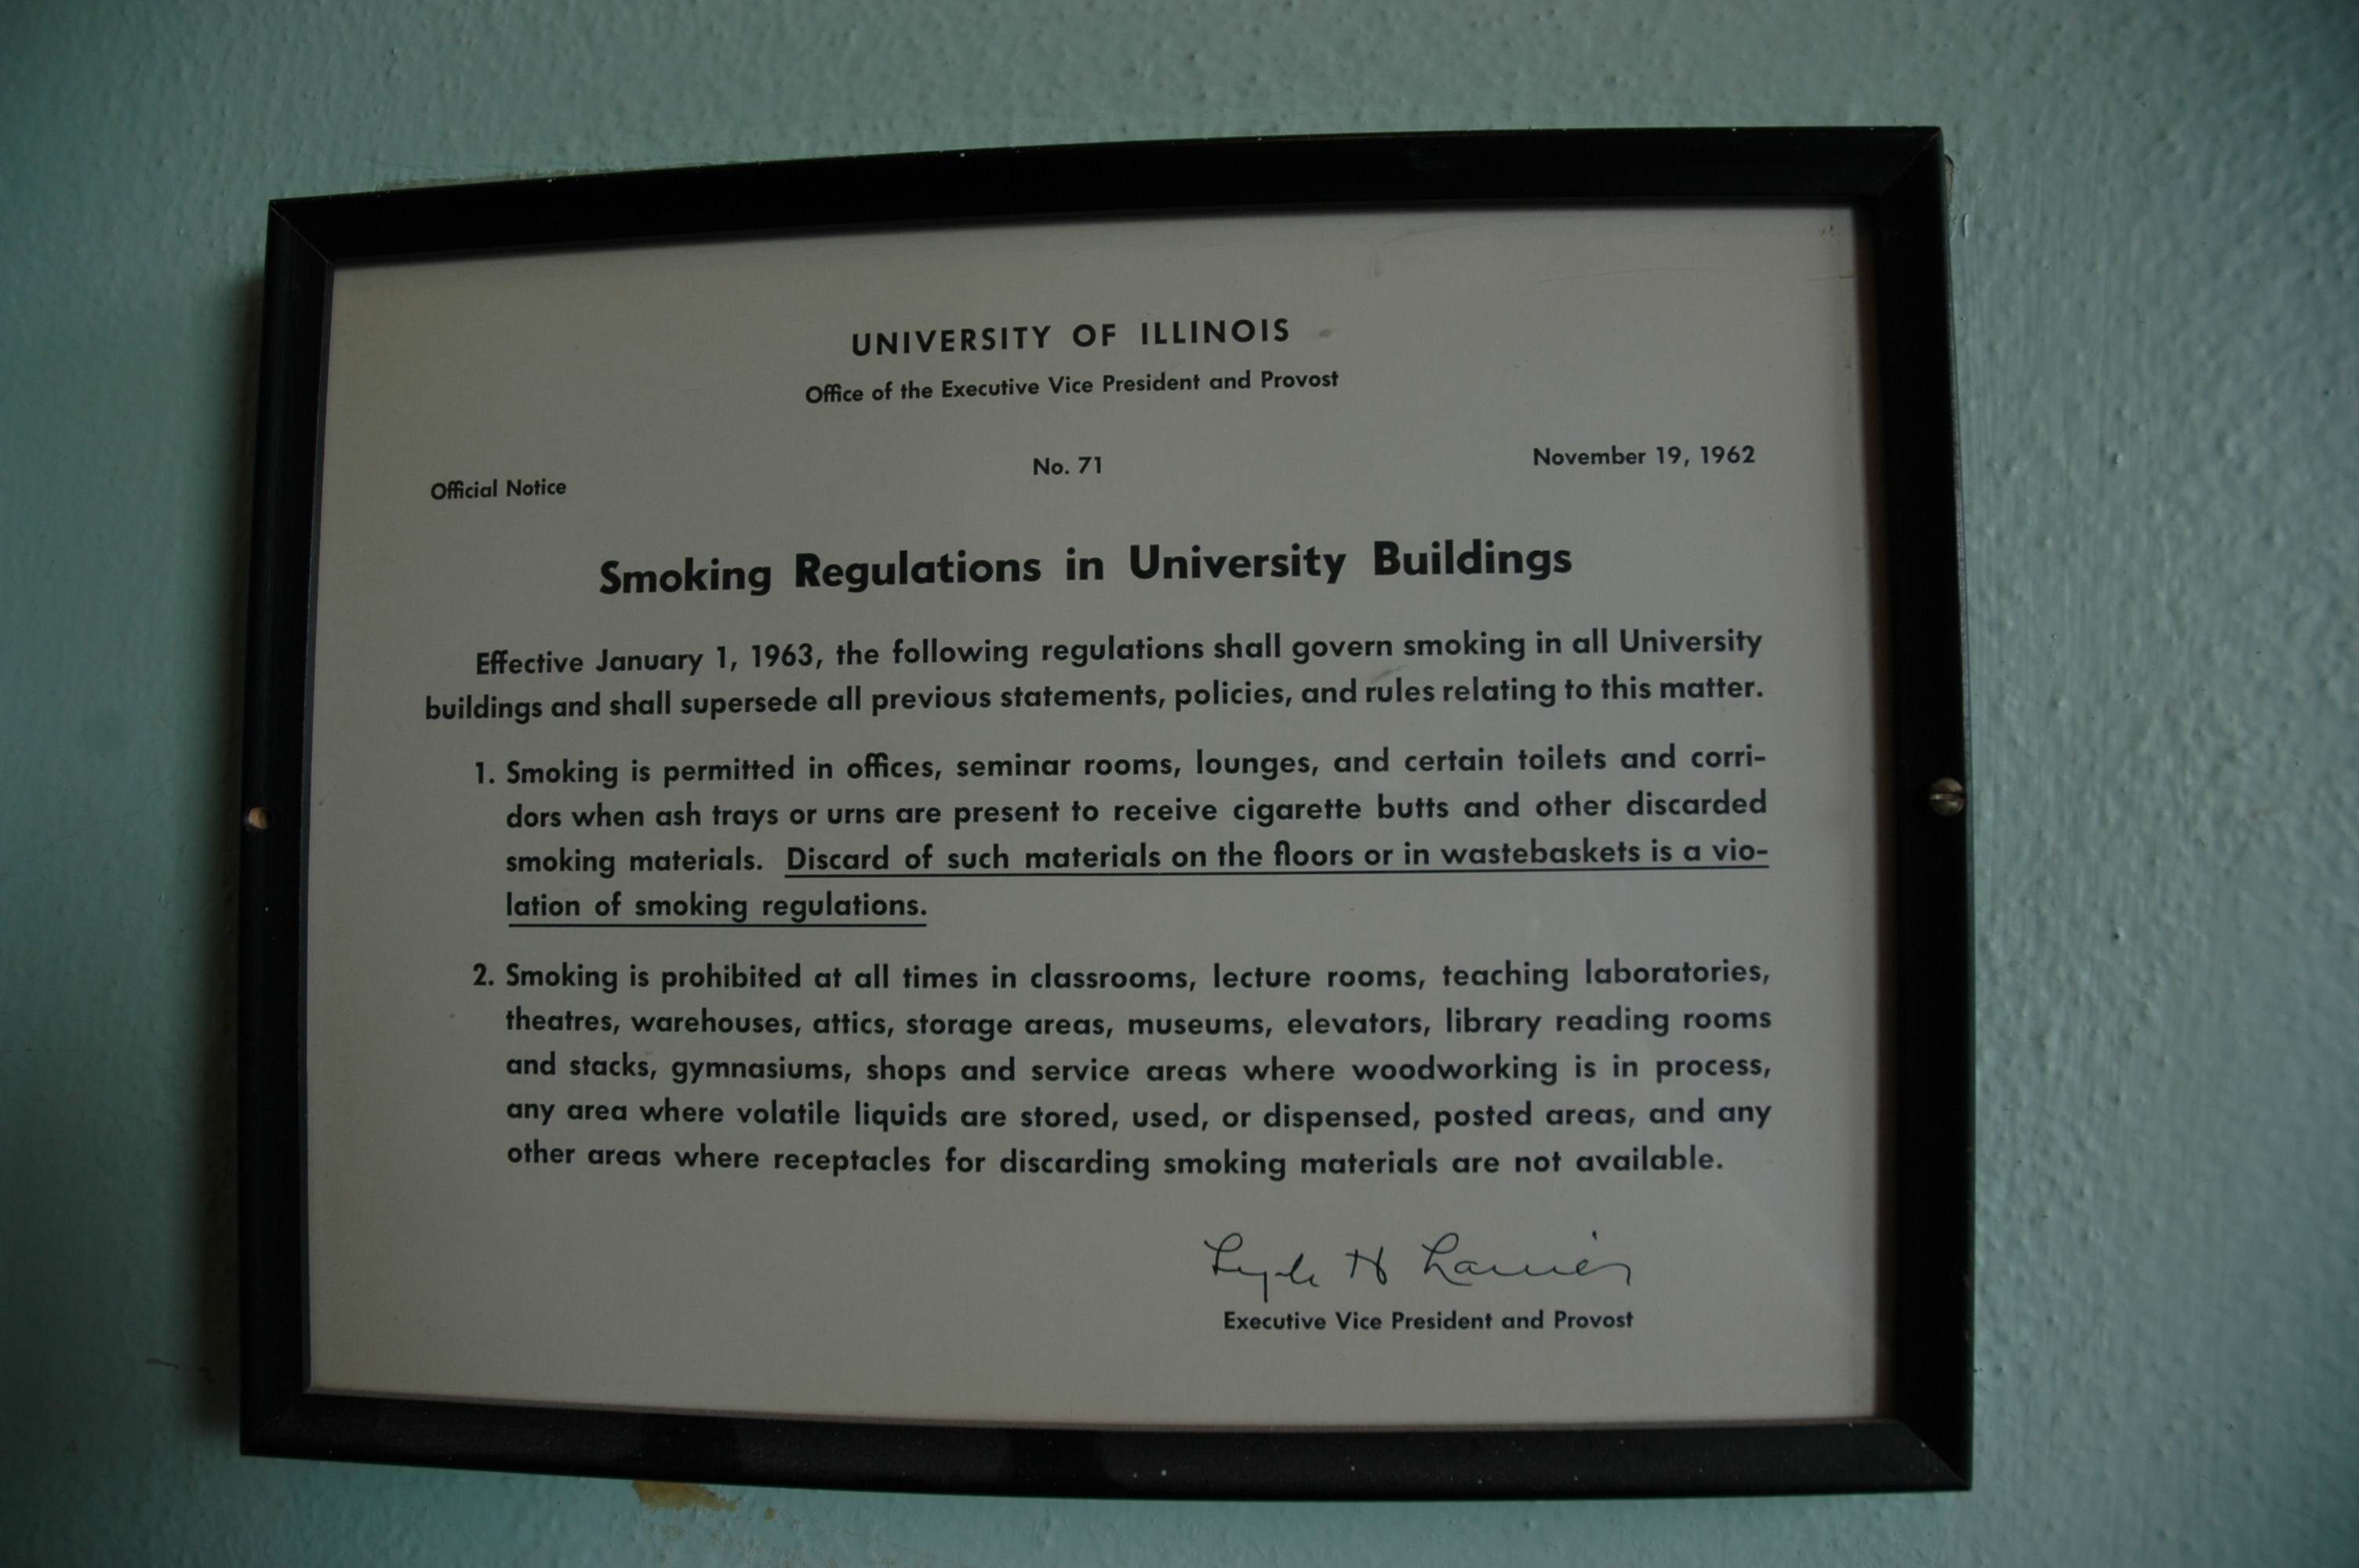 UNIVERSITY OF ILLINOIS
Office of the Executive Vice President and Provost
Official Notice No. 71 November 19, 1962
Smoking Regulations in University Buildings
Effective January 1, 1963, the following regulations shall govern smoking in all University
buildings and shall supersede all previous statements, policies, and rules relating to this matter.
1. Smoking is permitted in offices, seminar rooms, lounges, and certain toilets and corri-
dors when ash trays or urns are present to receive cigarette butts and other discarded
smoking materials. Discard of such materials on the floors or in wastebaskets is a vio-
lation of smoking regulations.
2. Smoking is prohibited at all times in classrooms, lecture rooms, teaching laboratories,
theatres, warehouses, attics, storage areas, museums, elevators, library reading rooms
and stacks, gymnasiums, shops and service areas where woodworking is in process,
any area where volatile liquids are stored, used, or dispensed, posted areas, and any
other areas where receptacles for discarding smoking materials are not available.
Lyle H Lanier
Executive Vice President and Provost